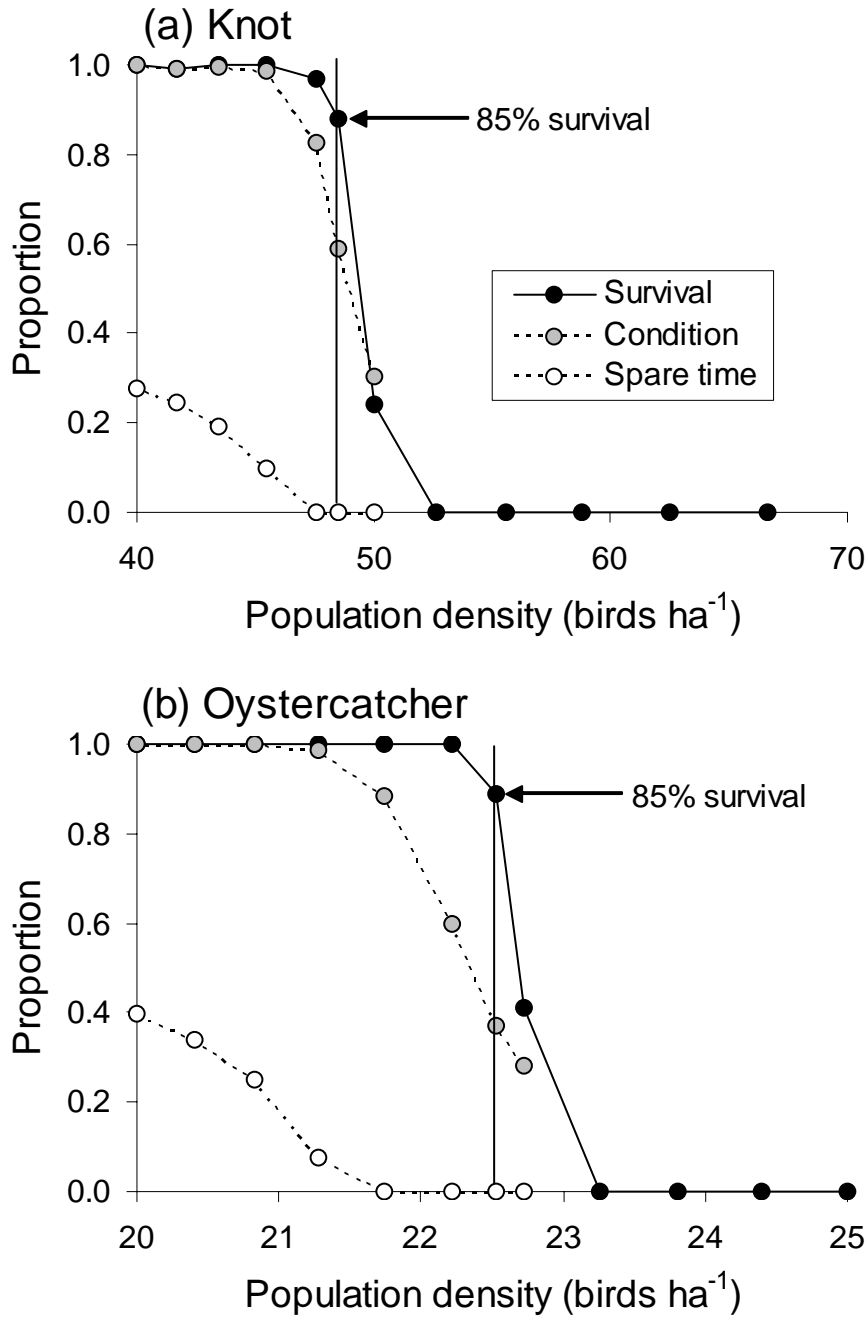 (a) Knot
1.0
0.8
0.6
0.4
0.2
0.0
Proportion
85% survival
Survival
Condition
Spare time
40 50 60 70
Population density (birds ha⁻¹)
(b) Oystercatcher
1.0
0.8
0.6
0.4
0.2
0.0
Proportion
85% survival
20 21 22 23 24 25
Population density (birds ha⁻¹)